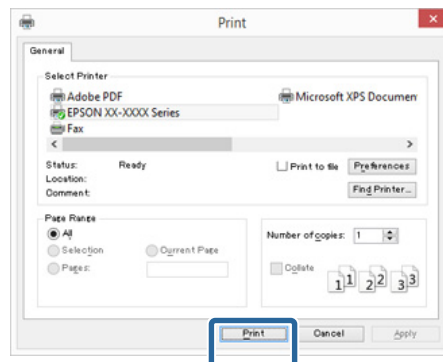 Print
General
Select Printer
Adobe PDF
Microsoft XPS Documen
EPSON XX-XXXX Series
Fax
Status: Ready
Print to file
Preferences
Location:
Comment:
Find Printer...
Page Range
All
Selection
Current Page
Pages:
Number of copies: 1
Collate
1 1 2 2 3 3
Print
Cancel
Apply